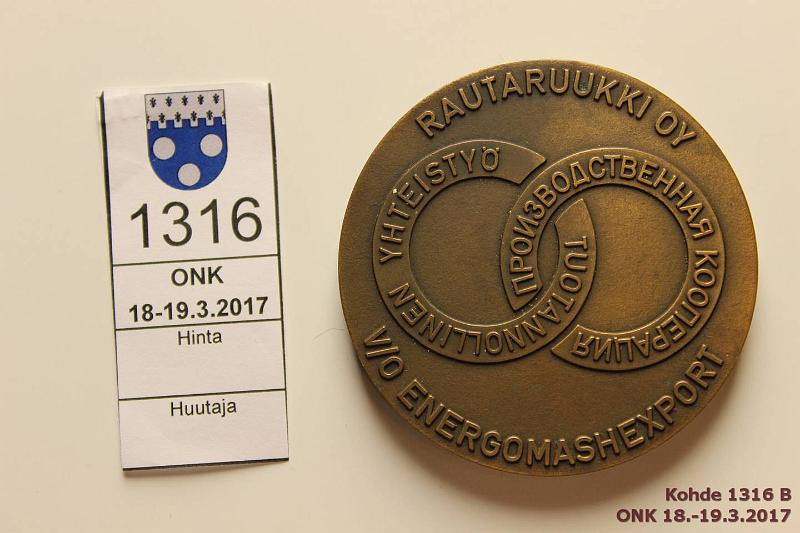 1316
ONK
18-19.3.2017
Hinta
Huutaja
RAUTARUUKKI OY
TUOTANNOLLINEN YHTEISTYÖ
ПРОИЗВОДСТВЕННАЯ КООПЕРАЦИЯ
V/O ENERGOMASHEXPORT
Kohde 1316 B
ONK 18.-19.3.2017